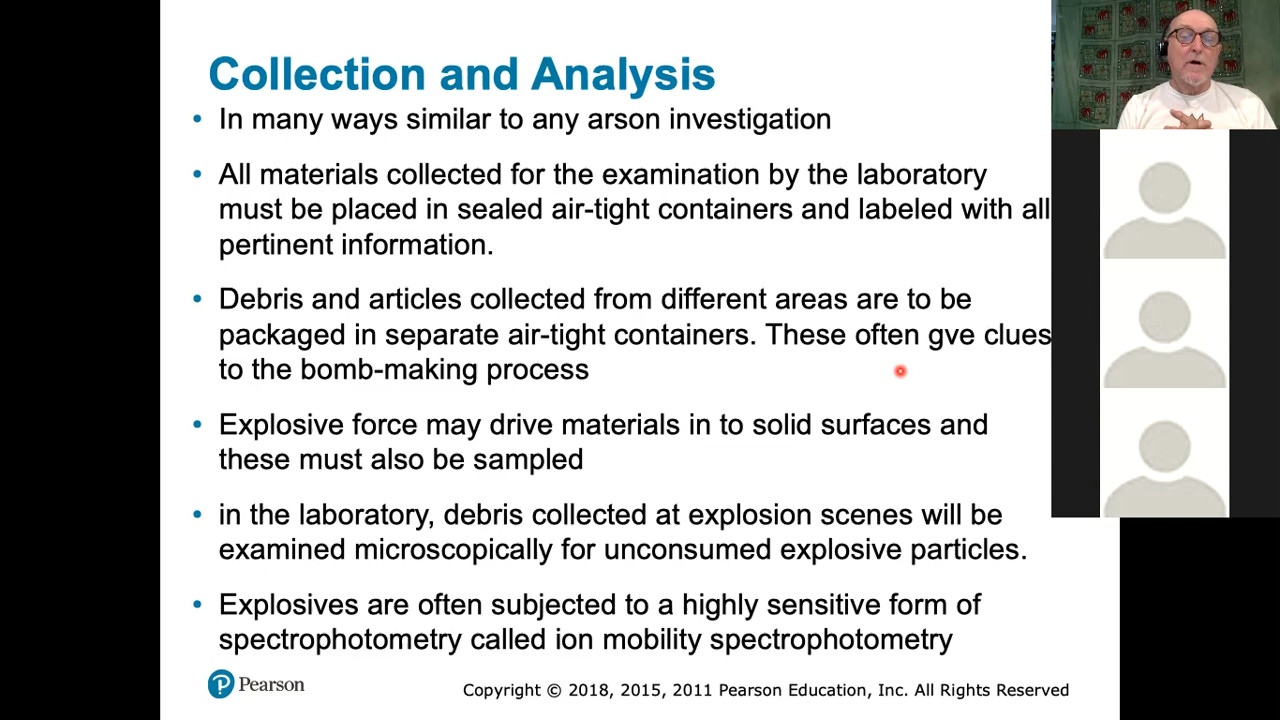 Collection and Analysis
• In many ways similar to any arson investigation
• All materials collected for the examination by the laboratory
must be placed in sealed air-tight containers and labeled with all
pertinent information.
• Debris and articles collected from different areas are to be
packaged in separate air-tight containers. These often gve clues
to the bomb-making process
• Explosive force may drive materials in to solid surfaces and
these must also be sampled
• in the laboratory, debris collected at explosion scenes will be
examined microscopically for unconsumed explosive particles.
• Explosives are often subjected to a highly sensitive form of
spectrophotometry called ion mobility spectrophotometry
P Pearson
Copyright © 2018, 2015, 2011 Pearson Education, Inc. All Rights Reserved